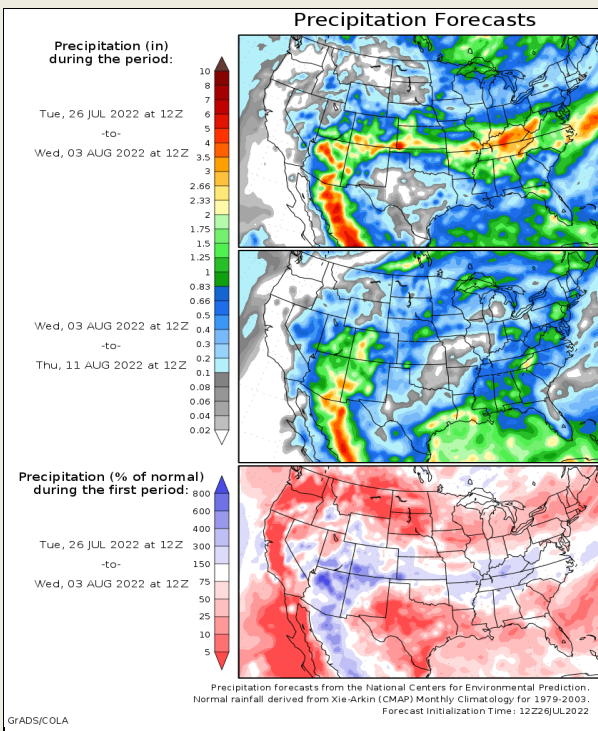 Precipitation Forecasts
Precipitation (in)
during the period:
Tue, 26 JUL 2022 at 12Z
-to-
Wed, 03 AUG 2022 at 12Z
10
8
7
6
5
4
3.5
3
2.66
2.33
2
1.75
1.5
1.25
1
0.83
0.66
0.5
0.4
0.3
0.2
0.1
0.08
0.06
0.04
0.02
Wed, 03 AUG 2022 at 12Z
-to-
Thu, 11 AUG 2022 at 12Z
Precipitation (% of normal)
during the first period:
800
600
400
300
150
75
50
25
10
5
Tue, 26 JUL 2022 at 12Z
-to-
Wed, 03 AUG 2022 at 12Z
Precipitation forecasts from the National Centers for Environmental Prediction.
Normal rainfall derived from Xie-Arkin (CMAP) Monthly Climatology for 1979-2003.
Forecast Initialization Time: 12Z26JUL2022
GrADS/COLA